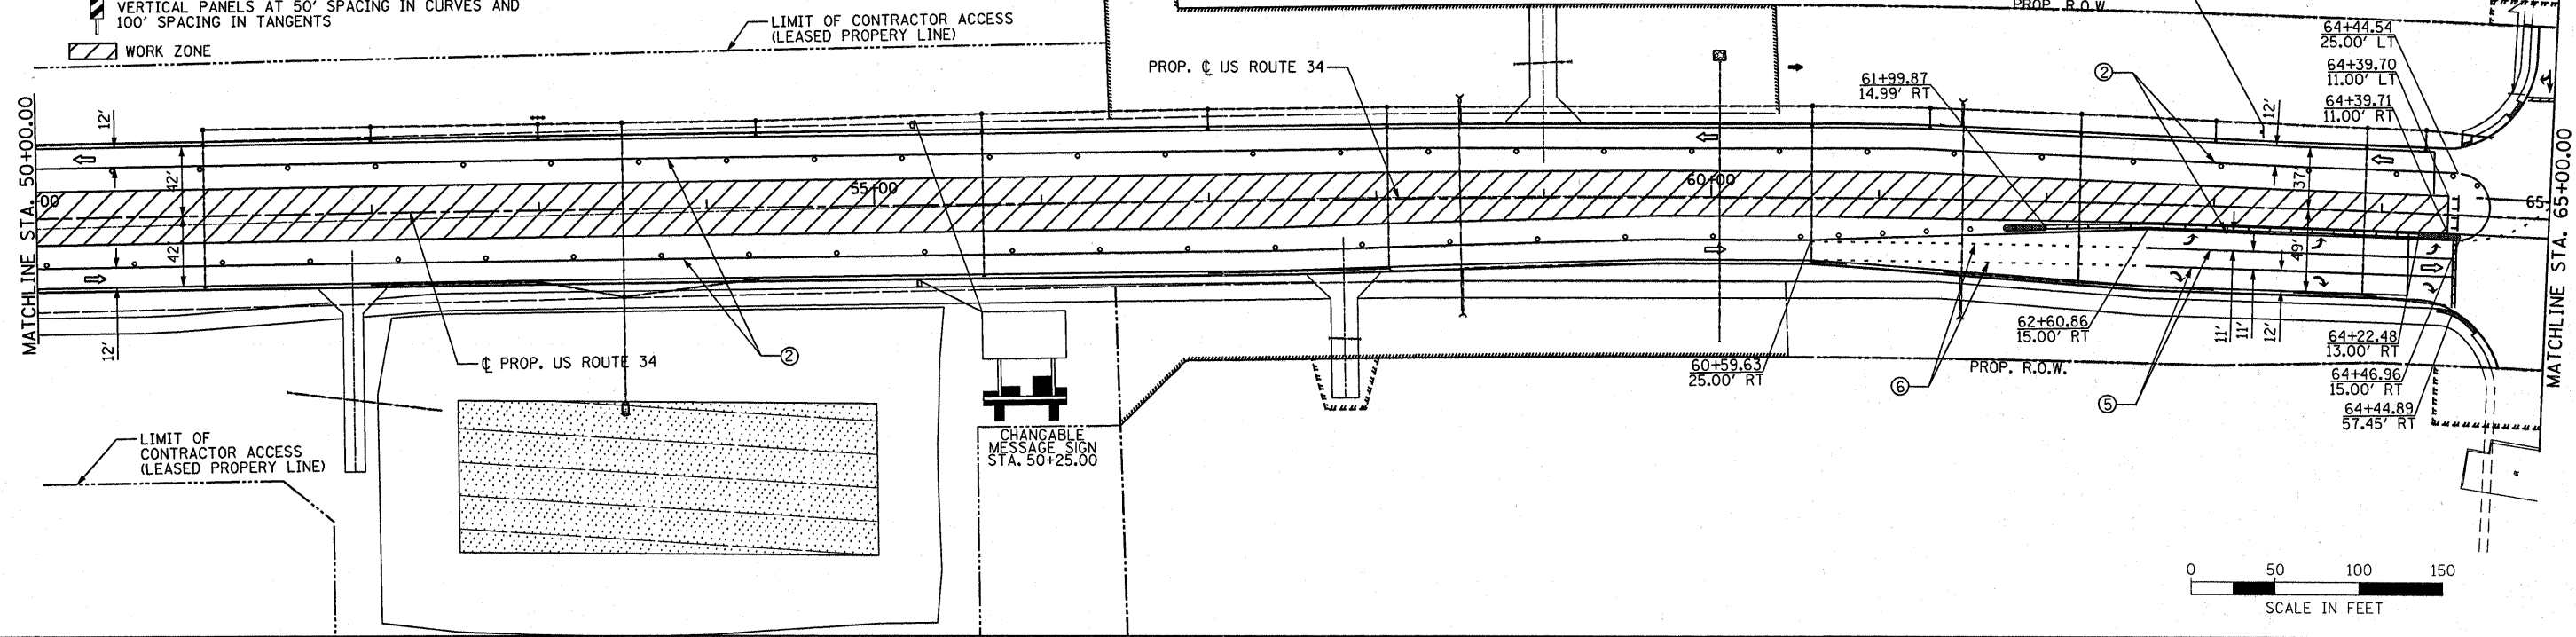 VERTICAL PANELS AT 50' SPACING IN CURVES AND
100' SPACING IN TANGENTS
WORK ZONE
LIMIT OF CONTRACTOR ACCESS
(LEASED PROPERY LINE)
PROP. R.O.W.
PROP. ℄ US ROUTE 34
61+99.87
14.99' RT
②
64+44.54
25.00' LT
64+39.70
11.00' LT
64+39.71
11.00' RT
MATCHLINE STA. 50+00.00
12'
42'
42'
12'
00
55+00
60+00
12'
37'
49'
65+
MATCHLINE STA. 65+00.00
℄ PROP. US ROUTE 34
②
60+59.63
25.00' RT
⑥
62+60.86
15.00' RT
PROP. R.O.W.
⑤
11'
11'
12'
64+22.48
13.00' RT
64+46.96
15.00' RT
64+44.89
57.45' RT
LIMIT OF
CONTRACTOR ACCESS
(LEASED PROPERY LINE)
CHANGABLE
MESSAGE SIGN
STA. 50+25.00
0 50 100 150
SCALE IN FEET